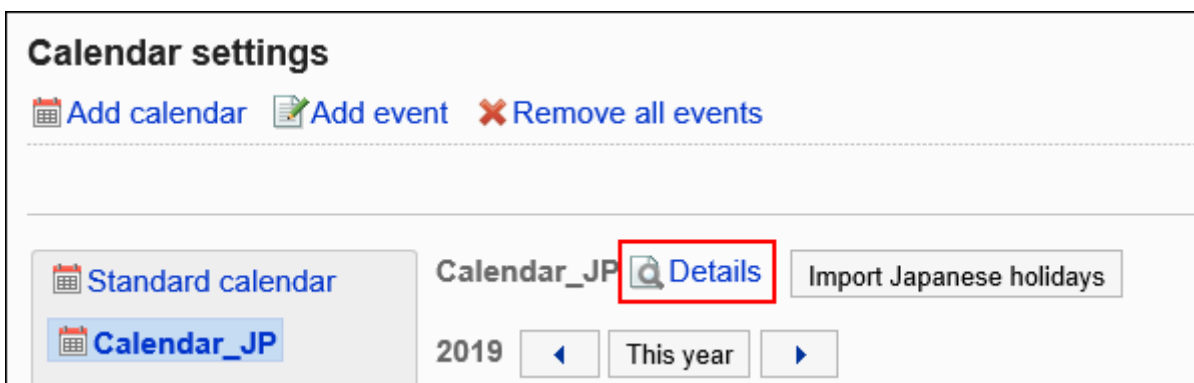 Calendar settings
Add calendar Add event Remove all events
Standard calendar
Calendar_JP
Calendar_JP Details Import Japanese holidays
2019 This year